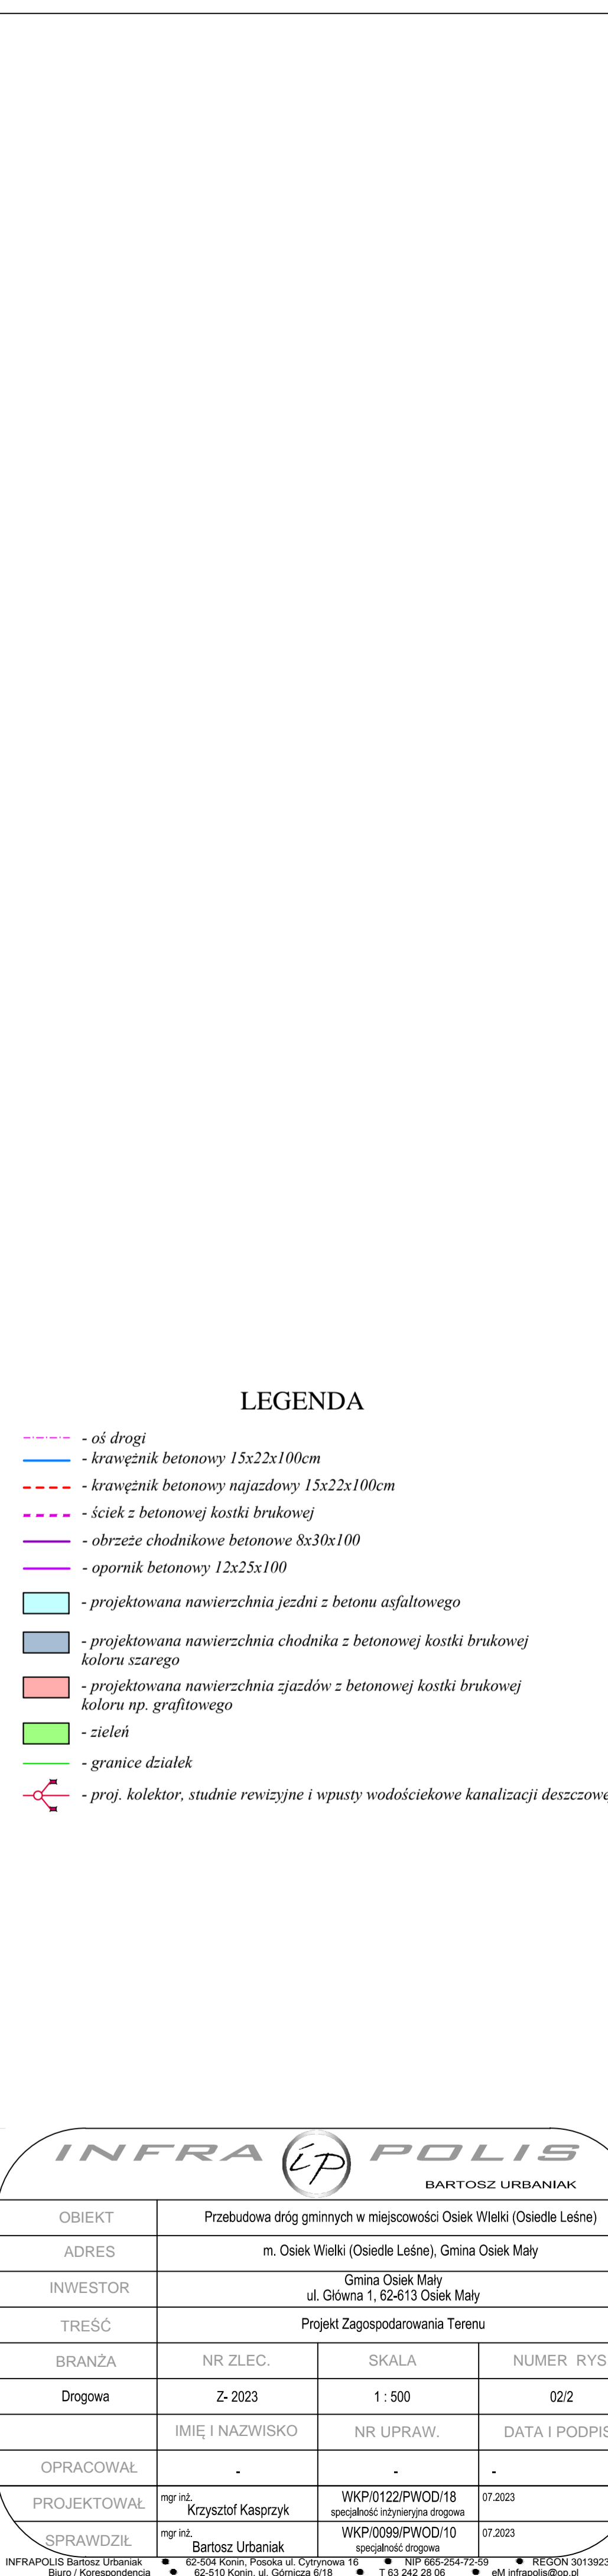 LEGENDA
- oś drogi
- krawężnik betonowy 15x22x100cm
- krawężnik betonowy najazdowy 15x22x100cm
- ściek z betonowej kostki brukowej
- obrzeże chodnikowe betonowe 8x30x100
- opornik betonowy 12x25x100
- projektowana nawierzchnia jezdni z betonu asfaltowego
- projektowana nawierzchnia chodnika z betonowej kostki brukowej
koloru szarego
- projektowana nawierzchnia zjazdów z betonowej kostki brukowej
koloru np. grafitowego
- zieleń
- granice działek
- proj. kolektor, studnie rewizyjne i wpusty wodościekowe kanalizacji deszczowe
INFRA ip POLIS
BARTOSZ URBANIAK
OBIEKT Przebudowa dróg gminnych w miejscowości Osiek WIelki (Osiedle Leśne)
ADRES m. Osiek Wielki (Osiedle Leśne), Gmina Osiek Mały
INWESTOR Gmina Osiek Mały
ul. Główna 1, 62-613 Osiek Mały
TREŚĆ Projekt Zagospodarowania Terenu
BRANŻA NR ZLEC. SKALA NUMER RYS
Drogowa Z- 2023 1 : 500 02/2
IMIĘ I NAZWISKO NR UPRAW. DATA I PODPIS
OPRACOWAŁ - - -
PROJEKTOWAŁ mgr inż. Krzysztof Kasprzyk WKP/0122/PWOD/18 07.2023
specjalność inżynieryjna drogowa
SPRAWDZIŁ mgr inż. Bartosz Urbaniak WKP/0099/PWOD/10 07.2023
specjalność drogowa
INFRAPOLIS Bartosz Urbaniak ● 62-504 Konin, Posoka ul. Cytrynowa 16 ● NIP 665-254-72-59 ● REGON 3013923
Biuro / Korespondencja ● 62-510 Konin, ul. Górnicza 6/18 ● T 63 242 28 06 ● eM infrapolis@op.pl